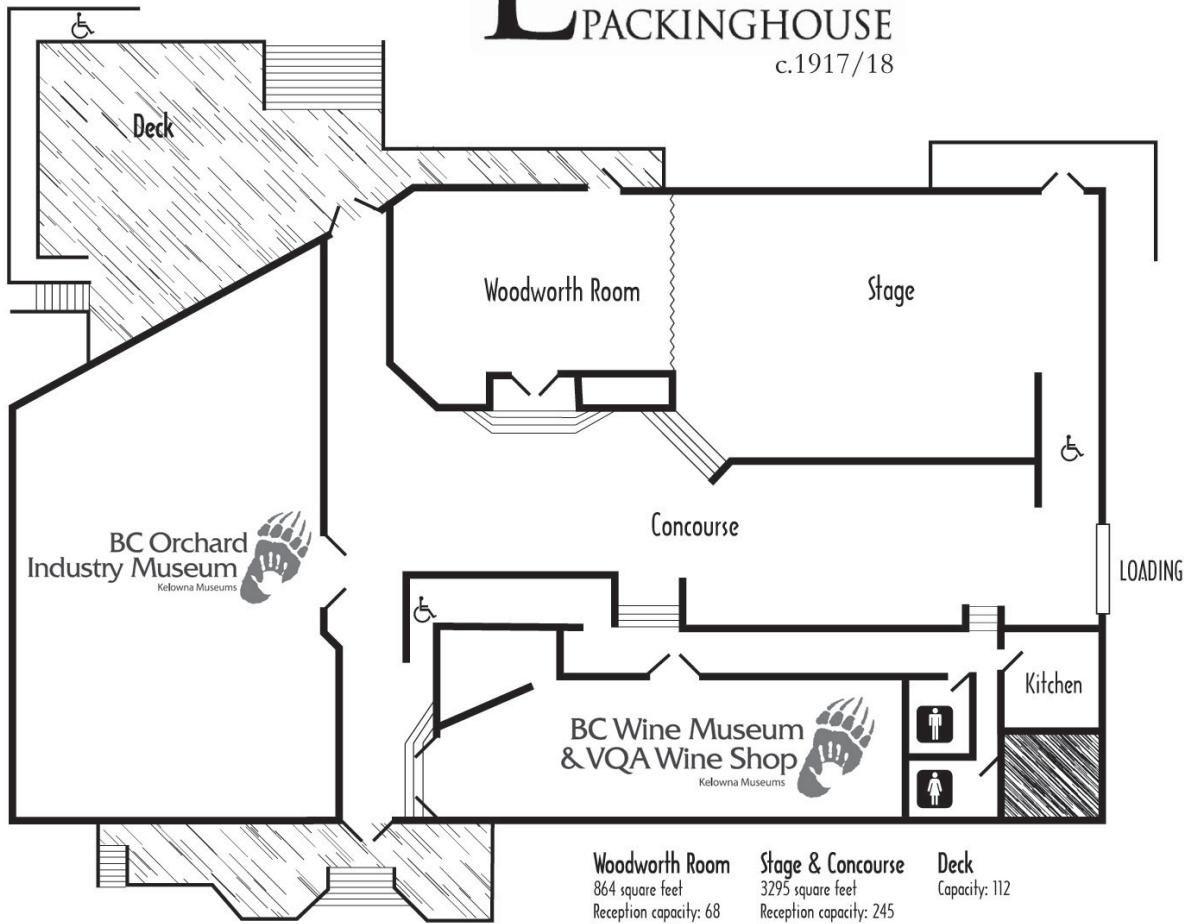 L
PACKINGHOUSE
c.1917/18
Deck
Woodworth Room
Stage
BC Orchard
Industry Museum
Kelowna Museums
Concourse
LOADING
Kitchen
BC Wine Museum
& VQA Wine Shop
Kelowna Museums
Woodworth Room
864 square feet
Reception capacity: 68
Stage & Concourse
3295 square feet
Reception capacity: 245
Deck
Capacity: 112